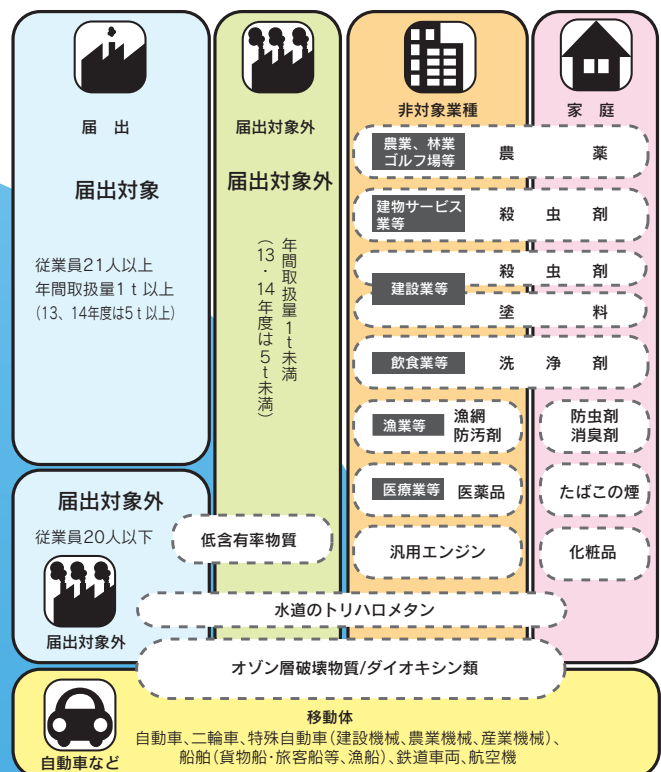 届 出
届出対象
従業員21人以上
年間取扱量1t以上
(13、14年度は5t以上)
届出対象外
従業員20人以下
届出対象外
届出対象外
届出対象外
年間取扱量1t未満
(13・14年度は5t未満)
低含有率物質
非対象業種
家 庭
農業、林業
ゴルフ場等
農 薬
建物サービス
業等
殺 虫 剤
建設業等
殺 虫 剤
塗 料
飲食業等
洗 浄 剤
漁業等
漁網
防汚剤
防虫剤
消臭剤
医療業等
医薬品
たばこの煙
汎用エンジン
化粧品
水道のトリハロメタン
オゾン層破壊物質/ダイオキシン類
自動車など
移動体
自動車、二輪車、特殊自動車(建設機械、農業機械、産業機械)、
船舶(貨物船・旅客船等、漁船)、鉄道車両、航空機